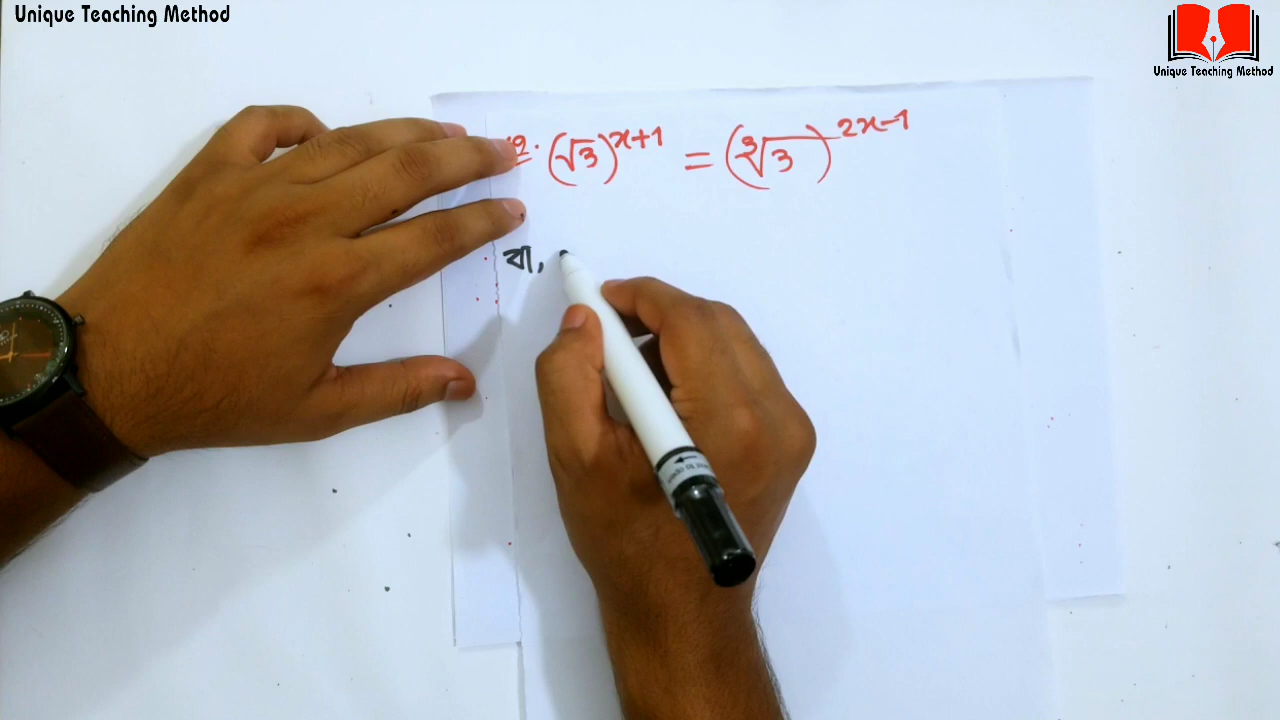 Unique Teaching Method
Unique Teaching Method
(√3)^{x+1} = (∛3)^{2x-1}
বা,